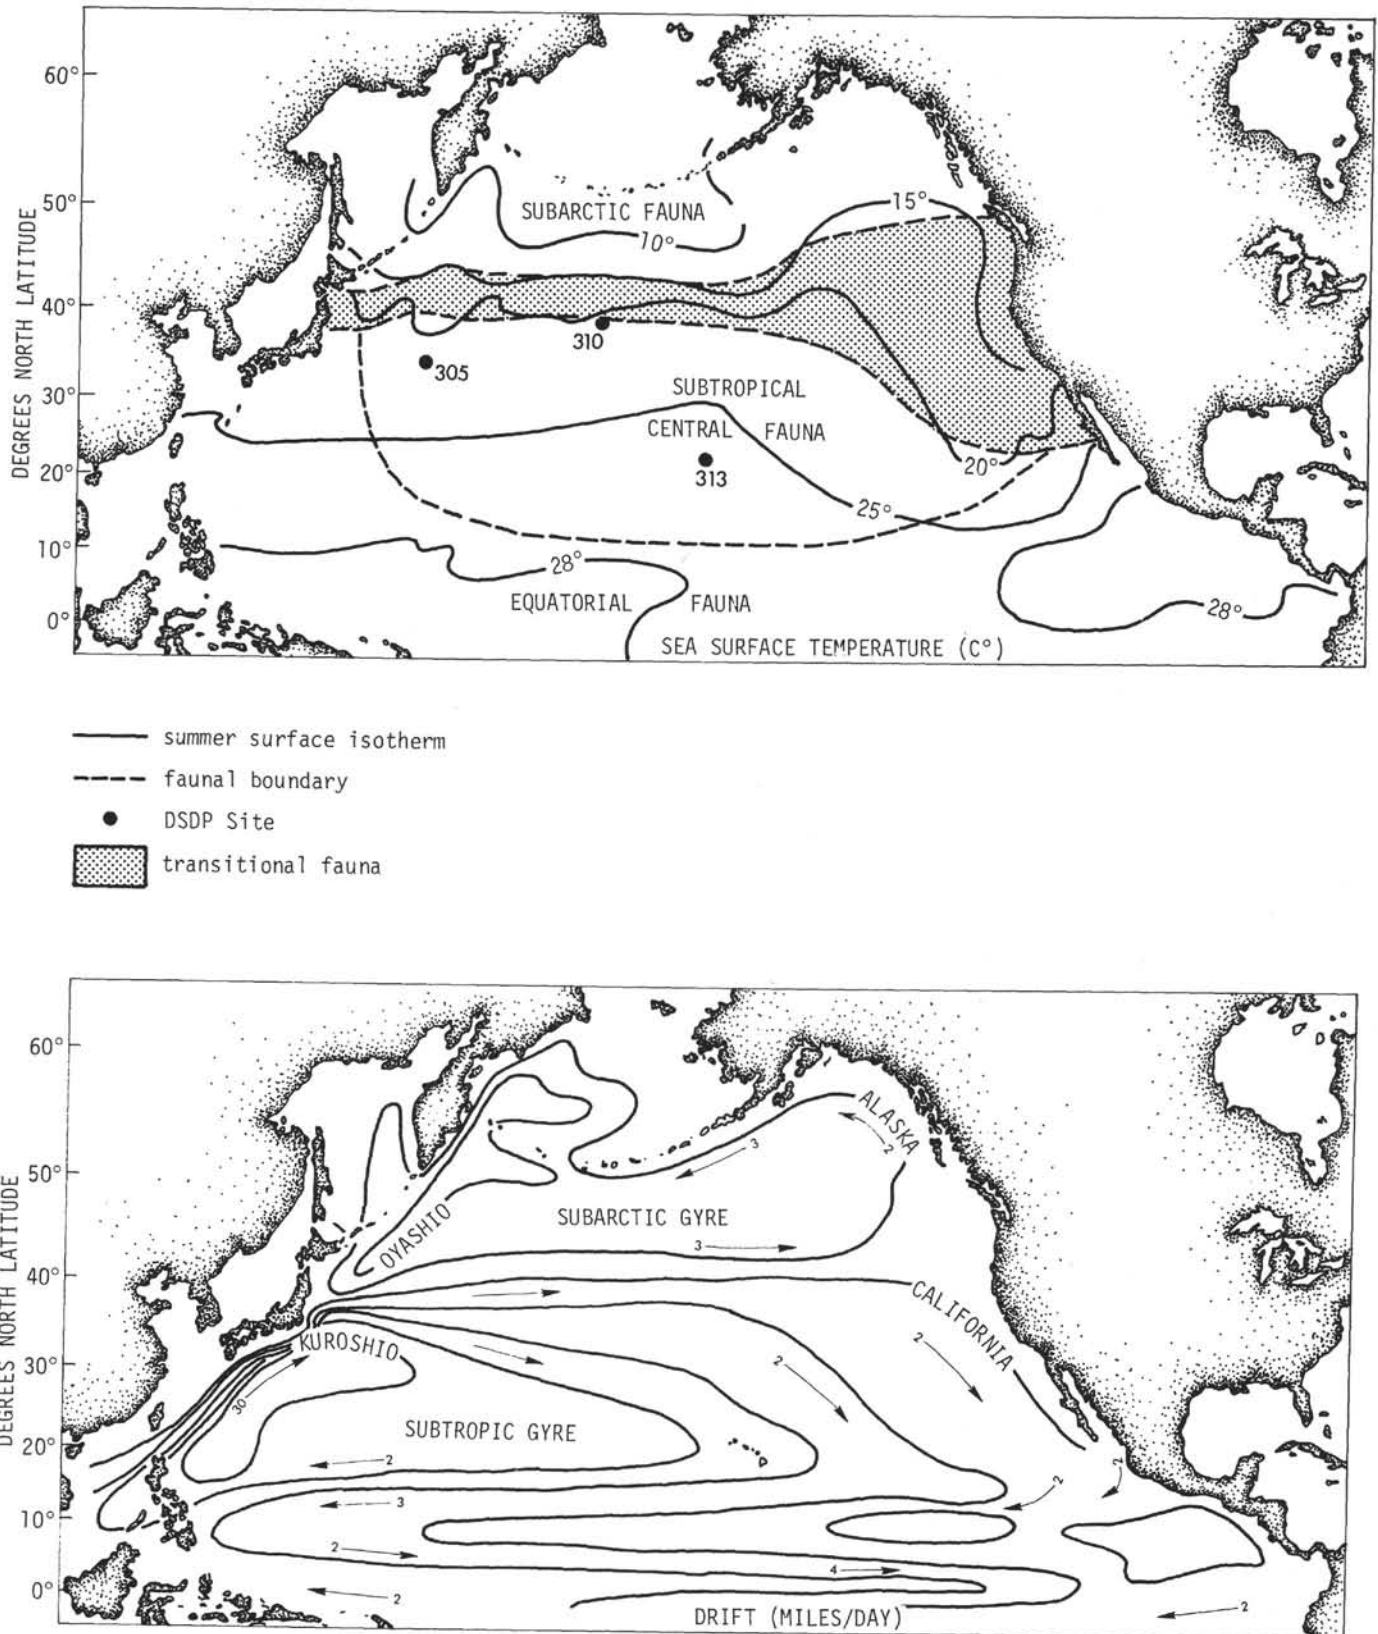 60°
50°
40°
30°
20°
10°
0°
DEGREES NORTH LATITUDE
SUBARCTIC FAUNA
10°
15°
310
305
SUBTROPICAL
CENTRAL FAUNA
313
20°
25°
28°
EQUATORIAL FAUNA
28°
SEA SURFACE TEMPERATURE (C°)
summer surface isotherm
faunal boundary
DSDP Site
transitional fauna
60°
50°
40°
30°
20°
10°
0°
DEGREES NORTH LATITUDE
ALASKA
2
3
OYASHIO
SUBARCTIC GYRE
3
CALIFORNIA
2
KUROSHIO
2
30
SUBTROPIC GYRE
2
3
2
2
2
4
2
2
DRIFT (MILES/DAY)